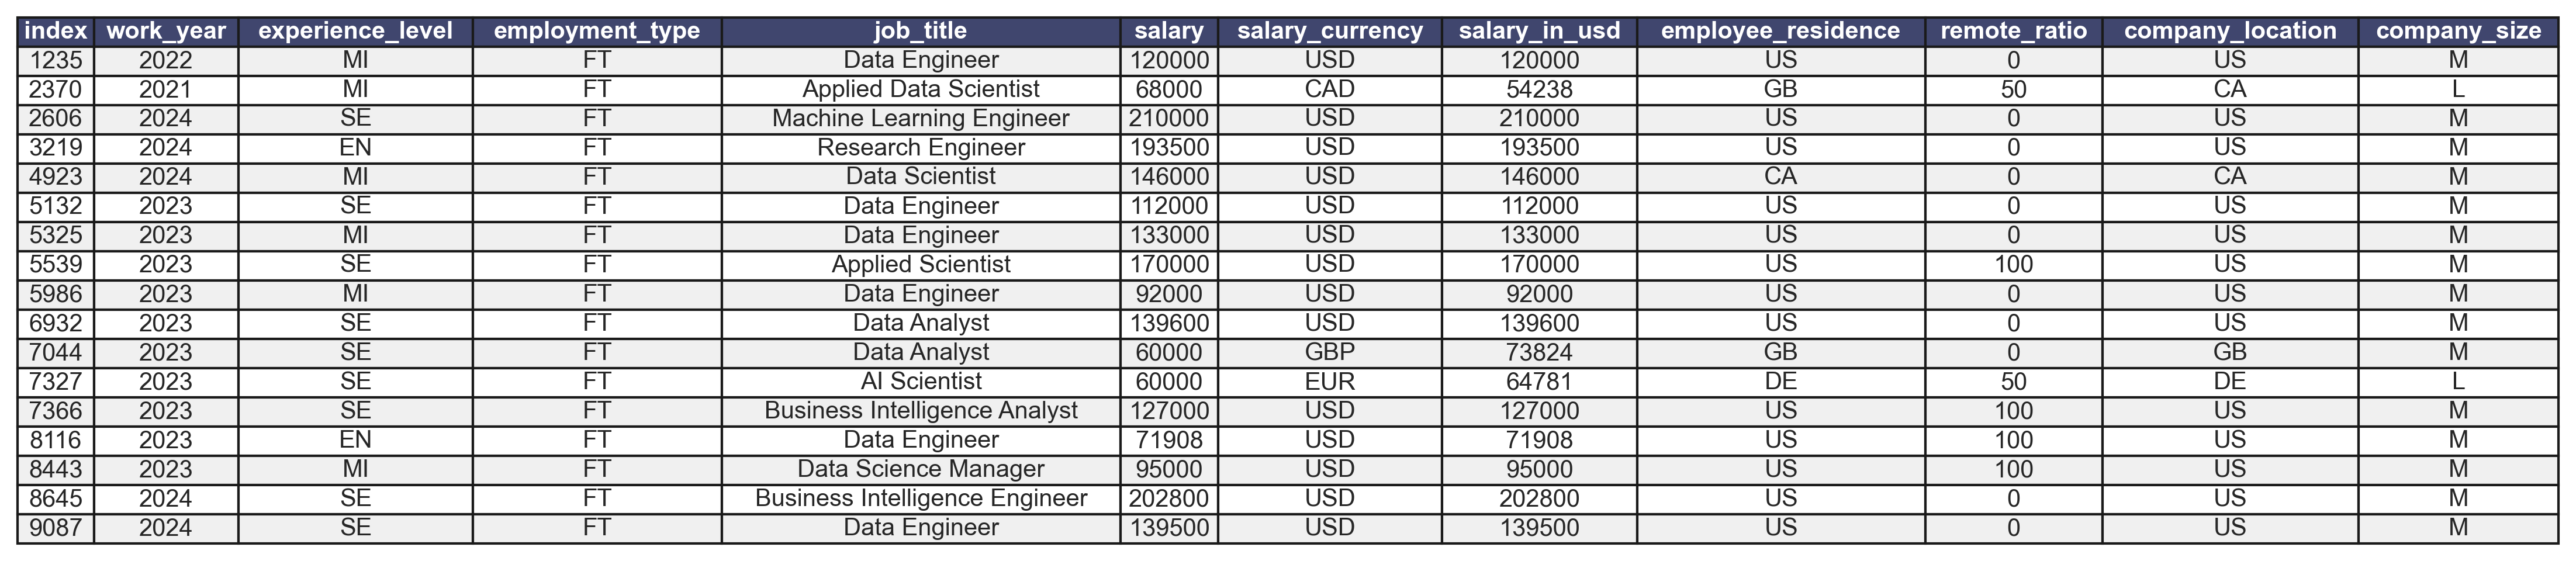 index work_year experience_level employment_type job_title salary salary_currency salary_in_usd employee_residence remote_ratio company_location company_size
1235 2022 MI FT Data Engineer 120000 USD 120000 US 0 US M
2370 2021 MI FT Applied Data Scientist 68000 CAD 54238 GB 50 CA L
2606 2024 SE FT Machine Learning Engineer 210000 USD 210000 US 0 US M
3219 2024 EN FT Research Engineer 193500 USD 193500 US 0 US M
4923 2024 MI FT Data Scientist 146000 USD 146000 CA 0 CA M
5132 2023 SE FT Data Engineer 112000 USD 112000 US 0 US M
5325 2023 MI FT Data Engineer 133000 USD 133000 US 0 US M
5539 2023 SE FT Applied Scientist 170000 USD 170000 US 100 US M
5986 2023 MI FT Data Engineer 92000 USD 92000 US 0 US M
6932 2023 SE FT Data Analyst 139600 USD 139600 US 0 US M
7044 2023 SE FT Data Analyst 60000 GBP 73824 GB 0 GB M
7327 2023 SE FT AI Scientist 60000 EUR 64781 DE 50 DE L
7366 2023 SE FT Business Intelligence Analyst 127000 USD 127000 US 100 US M
8116 2023 EN FT Data Engineer 71908 USD 71908 US 100 US M
8443 2023 MI FT Data Science Manager 95000 USD 95000 US 100 US M
8645 2024 SE FT Business Intelligence Engineer 202800 USD 202800 US 0 US M
9087 2024 SE FT Data Engineer 139500 USD 139500 US 0 US M